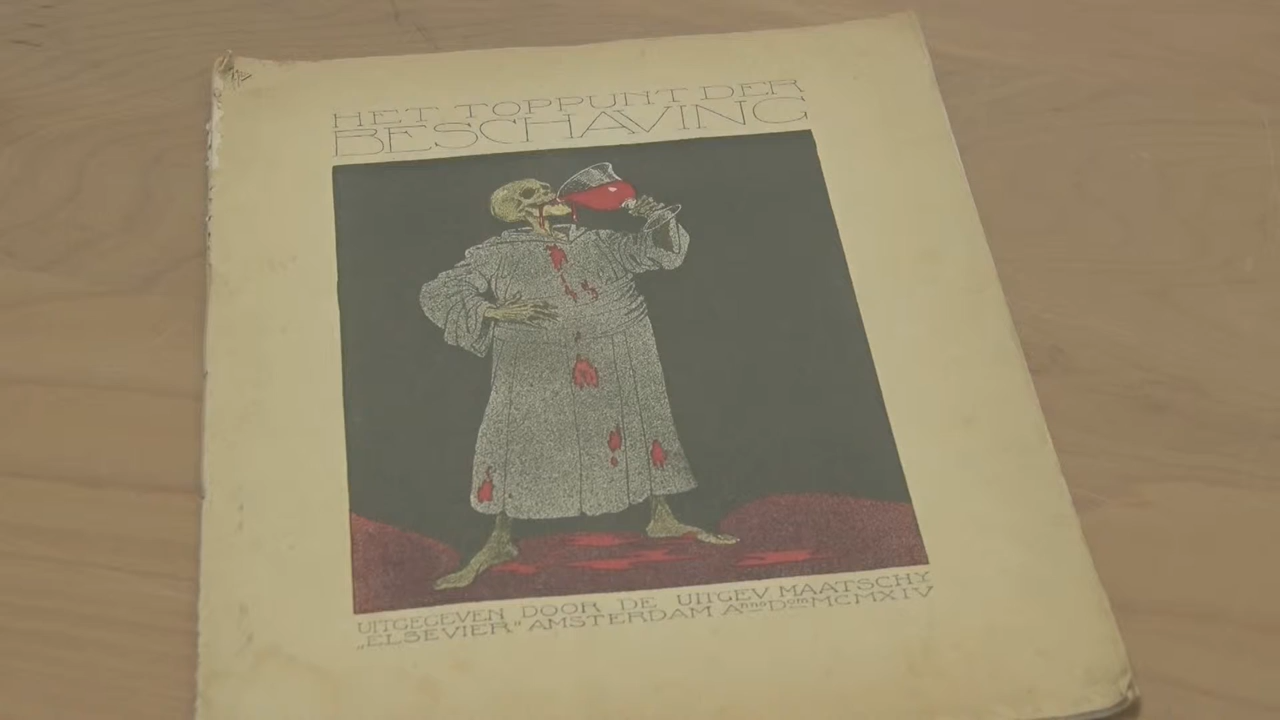 HET TOPPUNT DER
BESCHAVING
UITGEGEVEN DOOR DE UITGEV MAATSCHY
„ELSEVIER" AMSTERDAM Anno Dom MCMXIV